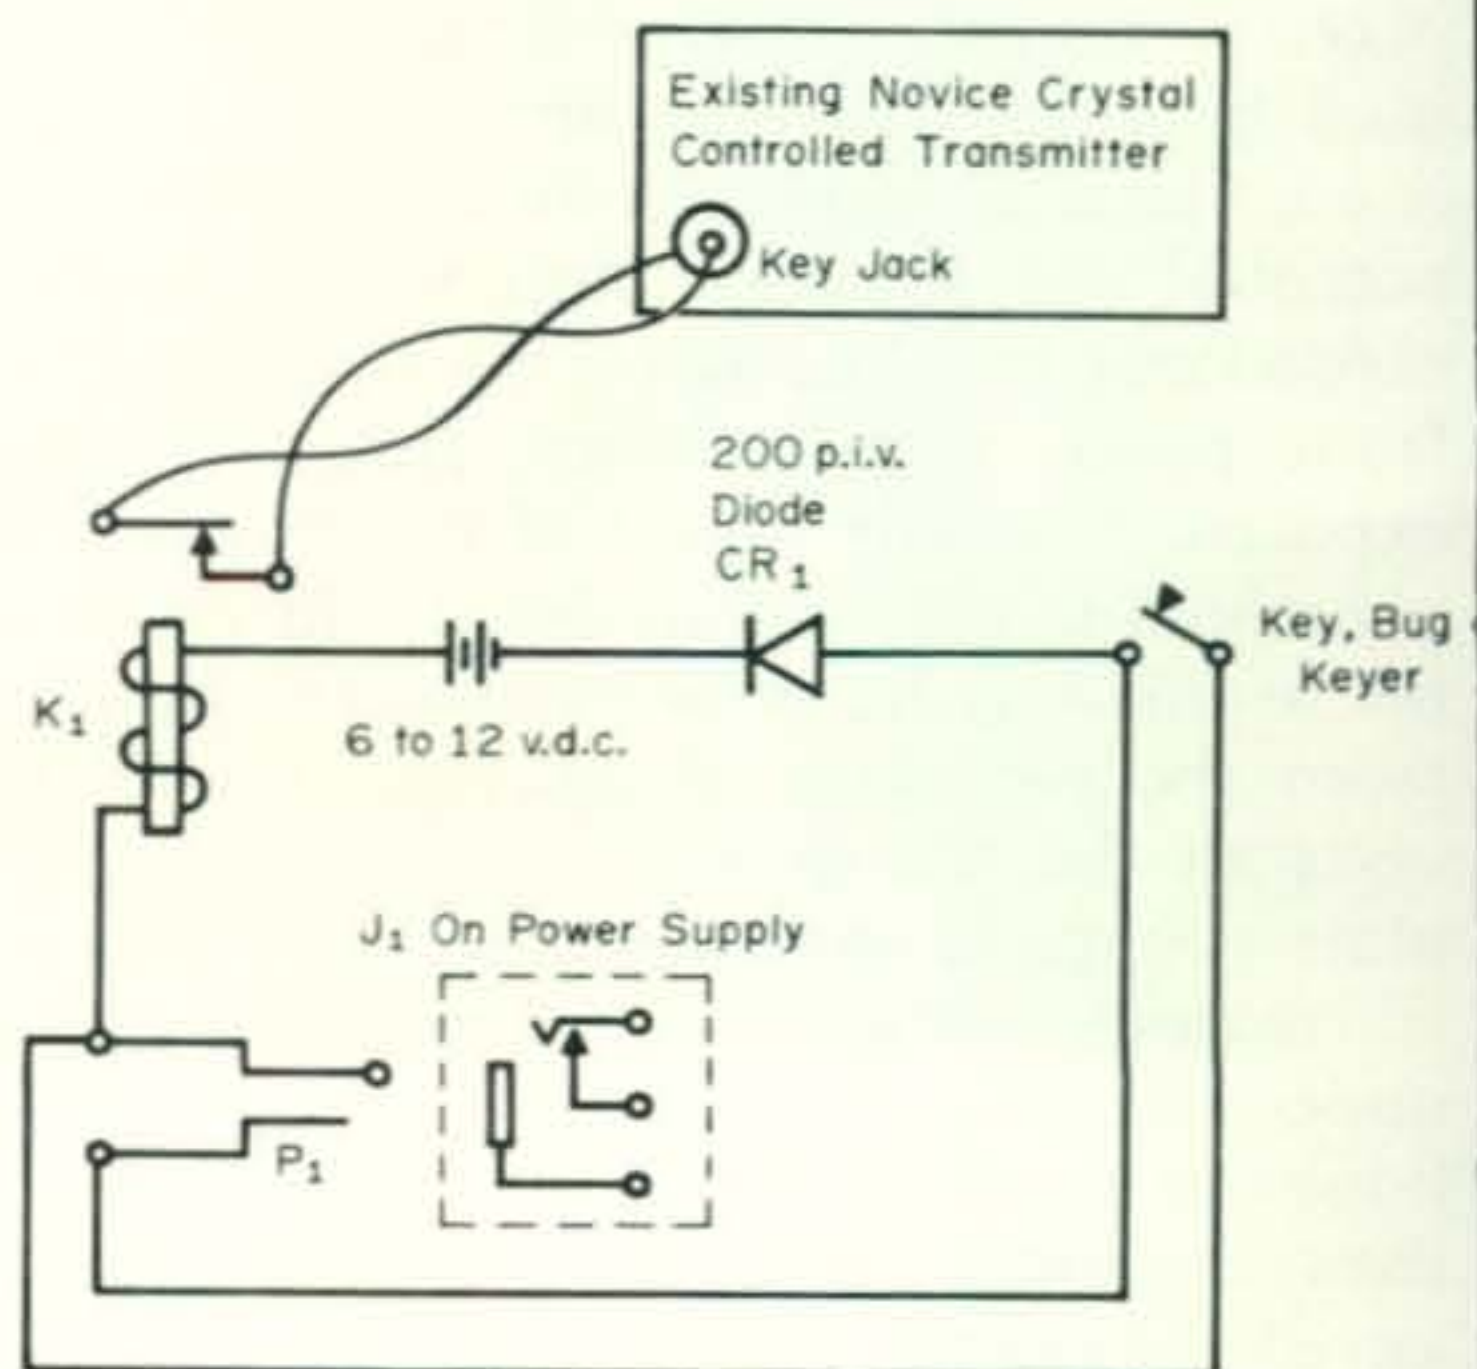 Existing Novice Crystal
Controlled Transmitter
Key Jack
200 p.i.v.
Diode
CR1
Key, Bug
Keyer
K1
6 to 12 v.d.c.
J1 On Power Supply
P1